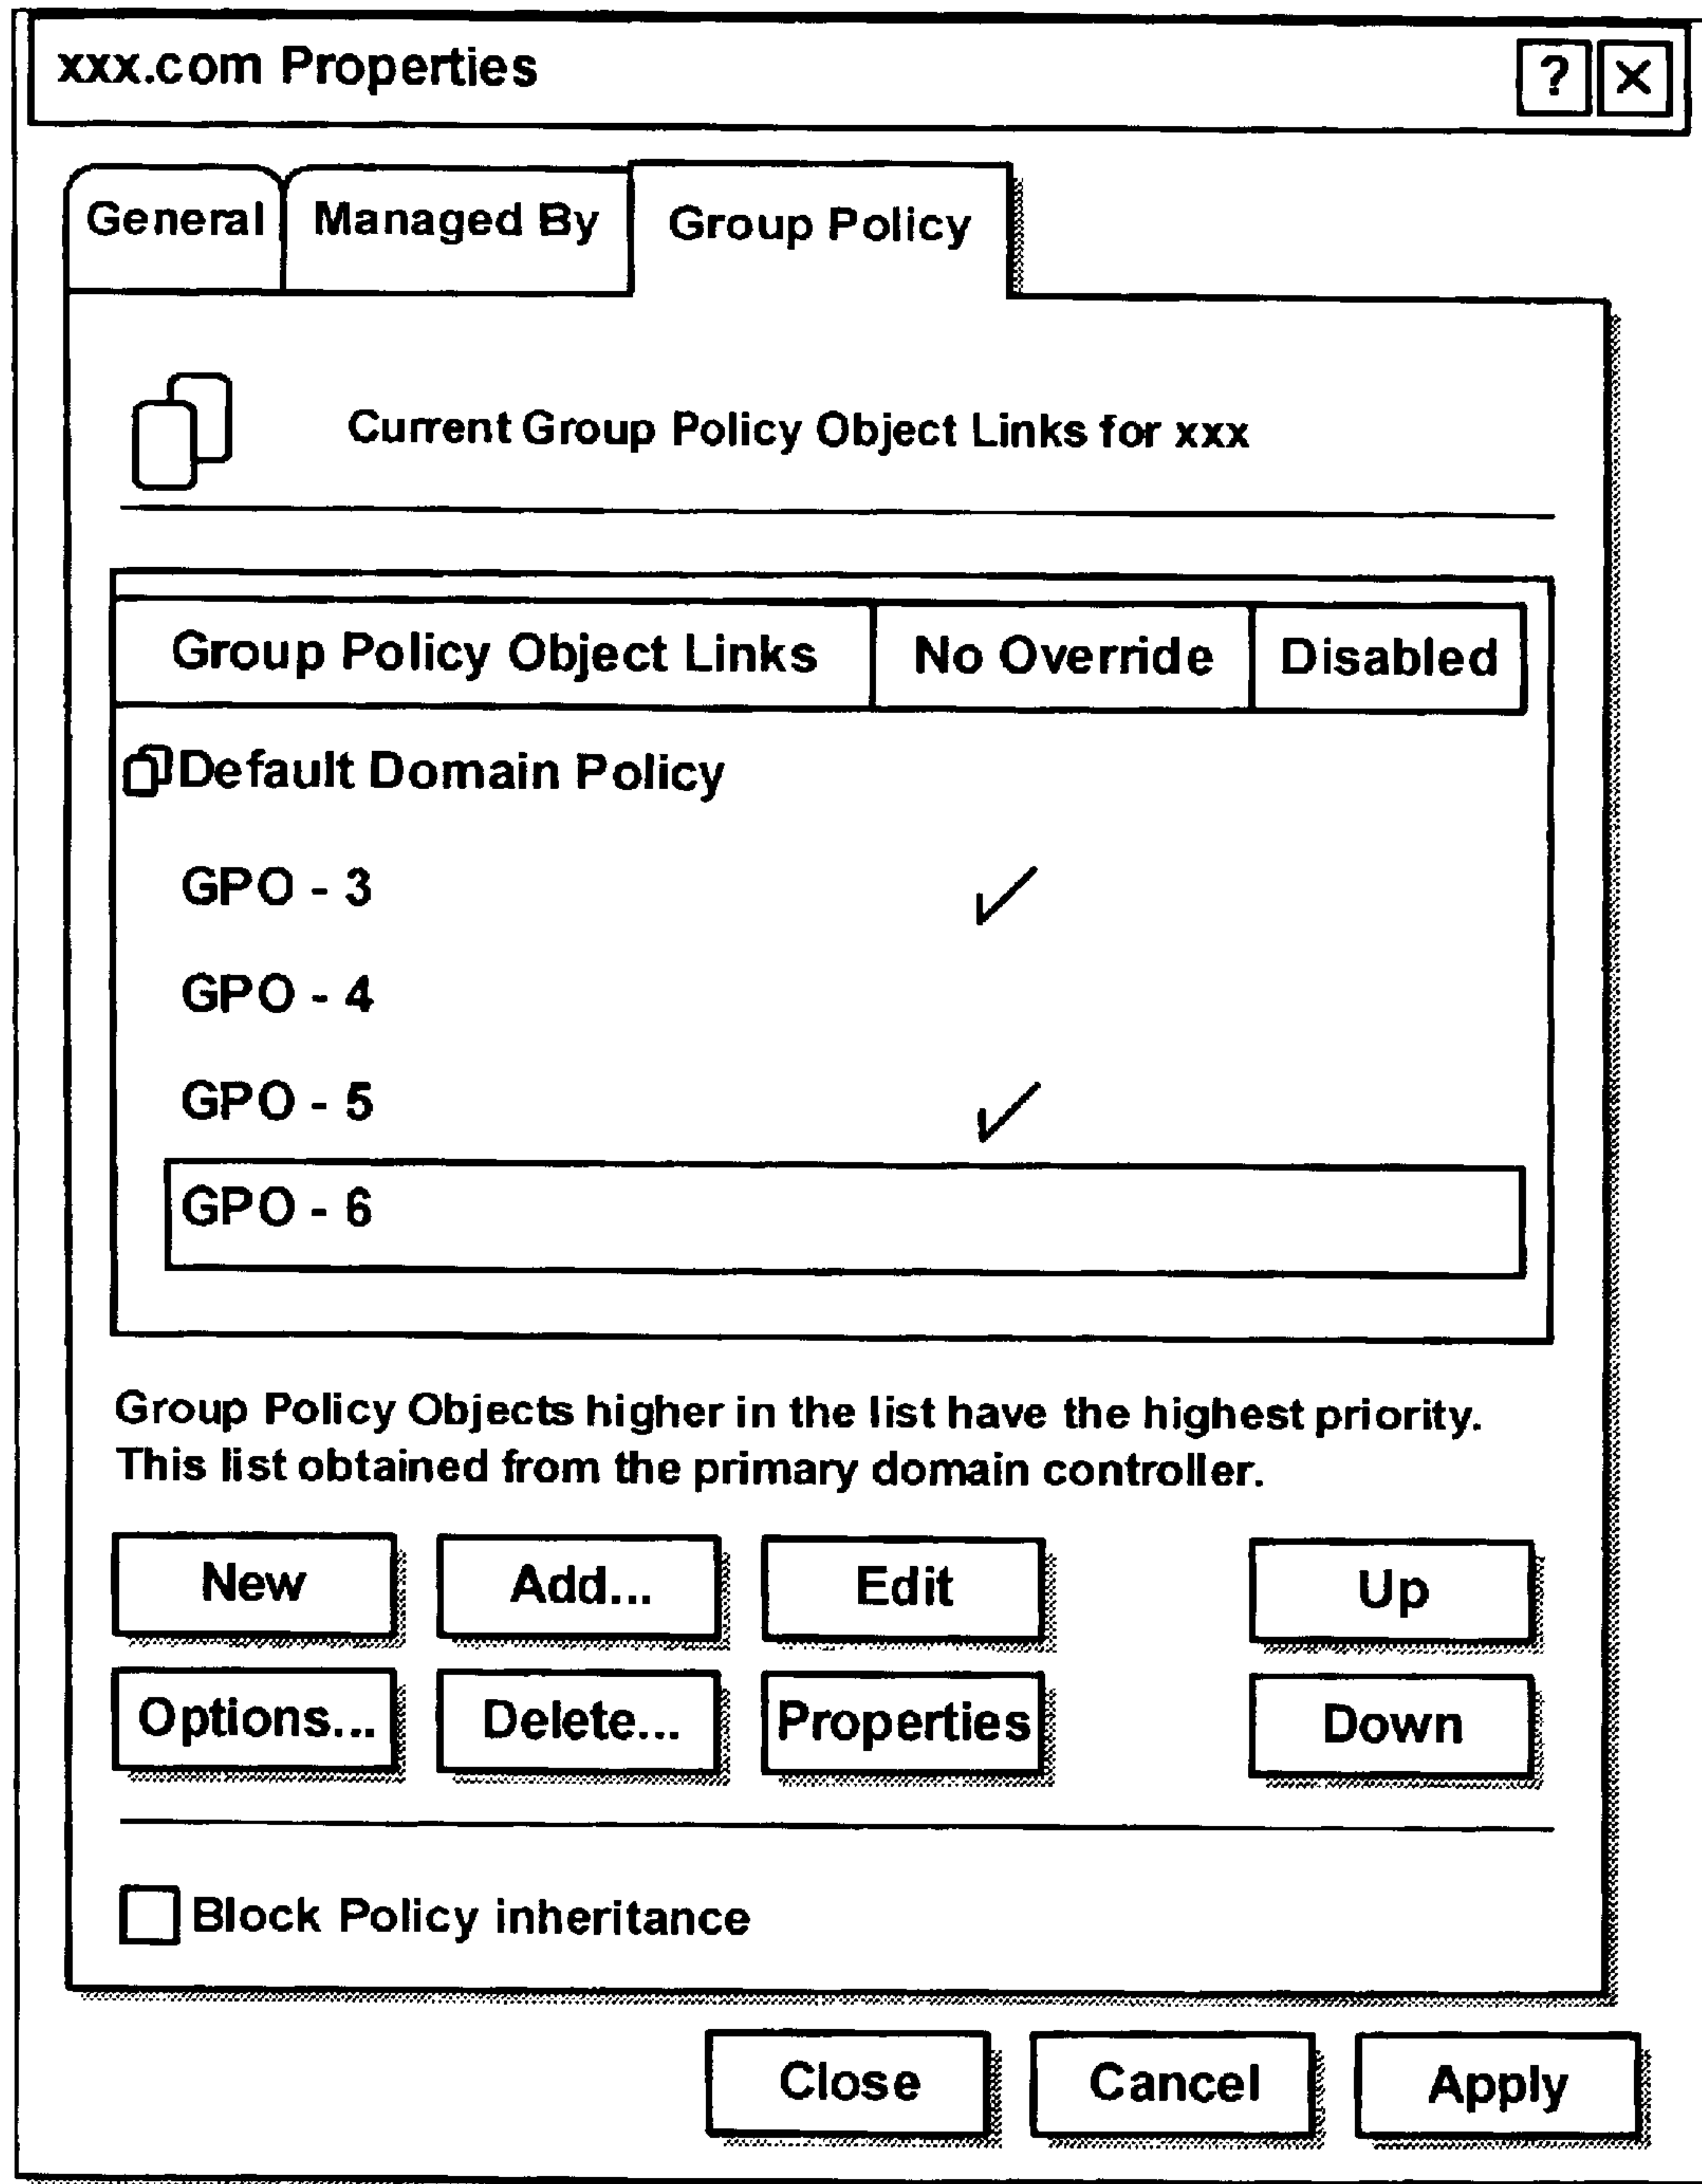 xxx.com Properties ? X
General Managed By Group Policy
Current Group Policy Object Links for xxx
Group Policy Object Links No Override Disabled
Default Domain Policy
GPO - 3 ✓
GPO - 4
GPO - 5 ✓
GPO - 6
Group Policy Objects higher in the list have the highest priority.
This list obtained from the primary domain controller.
New Add... Edit Up
Options... Delete... Properties Down
Block Policy inheritance
Close Cancel Apply